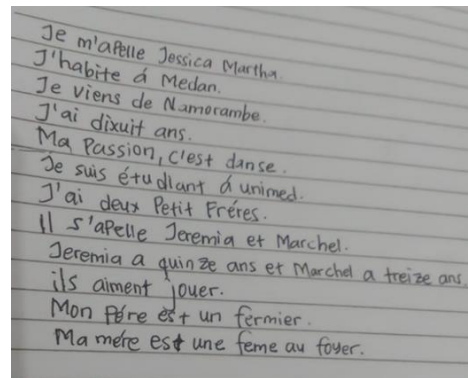 Je m'apelle Jessica Martha.
J'habite á Medan.
Je viens de Namorambe.
J'ai dixuit ans.
Ma Passion, c'est danse.
Je suis étudiant á unimed.
J'ai deux Petit Fréres.
Il s'apelle Jeremia et Marchel.
Jeremia a quinze ans et Marchel a treize ans.
ils aiment jouer.
Mon Pére est un fermier.
Ma mére est une feme au foyer.